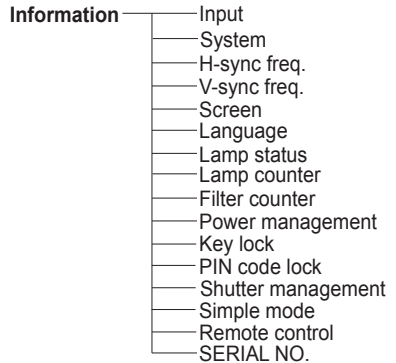 Information Input
System
H-sync freq.
V-sync freq.
Screen
Language
Lamp status
Lamp counter
Filter counter
Power management
Key lock
PIN code lock
Shutter management
Simple mode
Remote control
SERIAL NO.